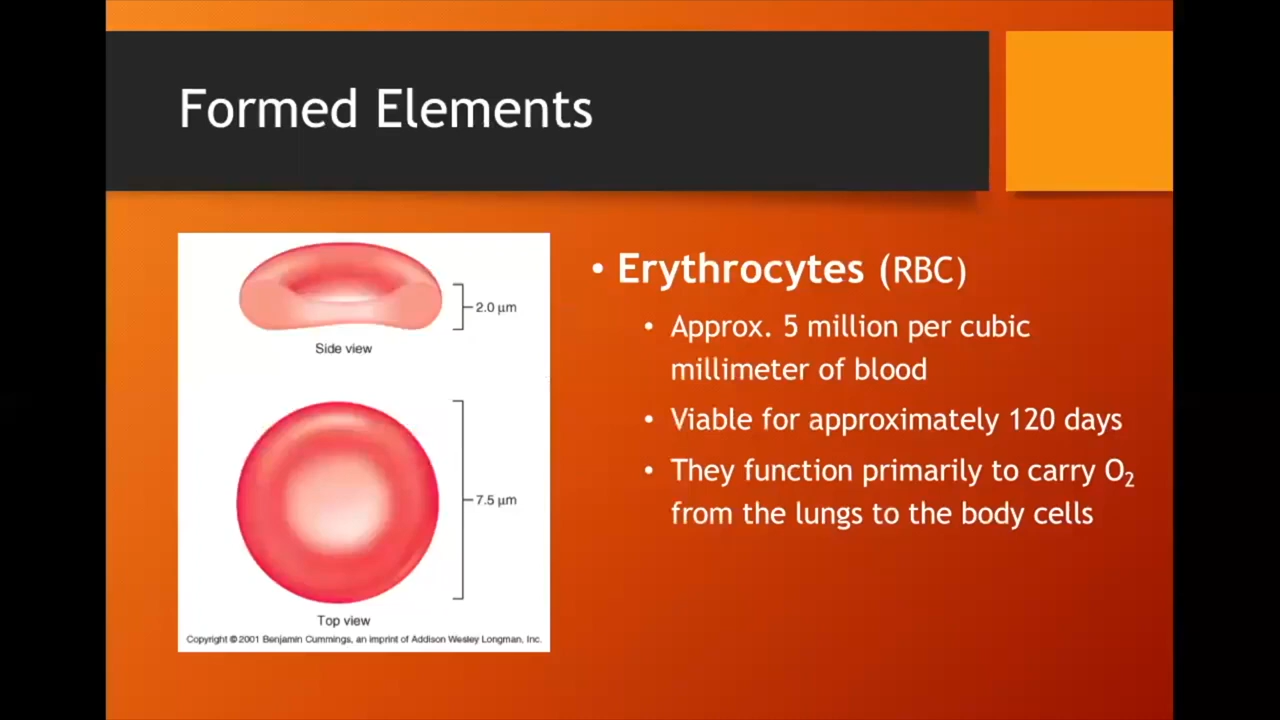 Formed Elements
2.0 µm
Side view
7.5 µm
Top view
Copyright © 2001 Benjamin Cummings, an imprint of Addison Wesley Longman, Inc.
• Erythrocytes (RBC)
• Approx. 5 million per cubic
millimeter of blood
• Viable for approximately 120 days
• They function primarily to carry O₂
from the lungs to the body cells